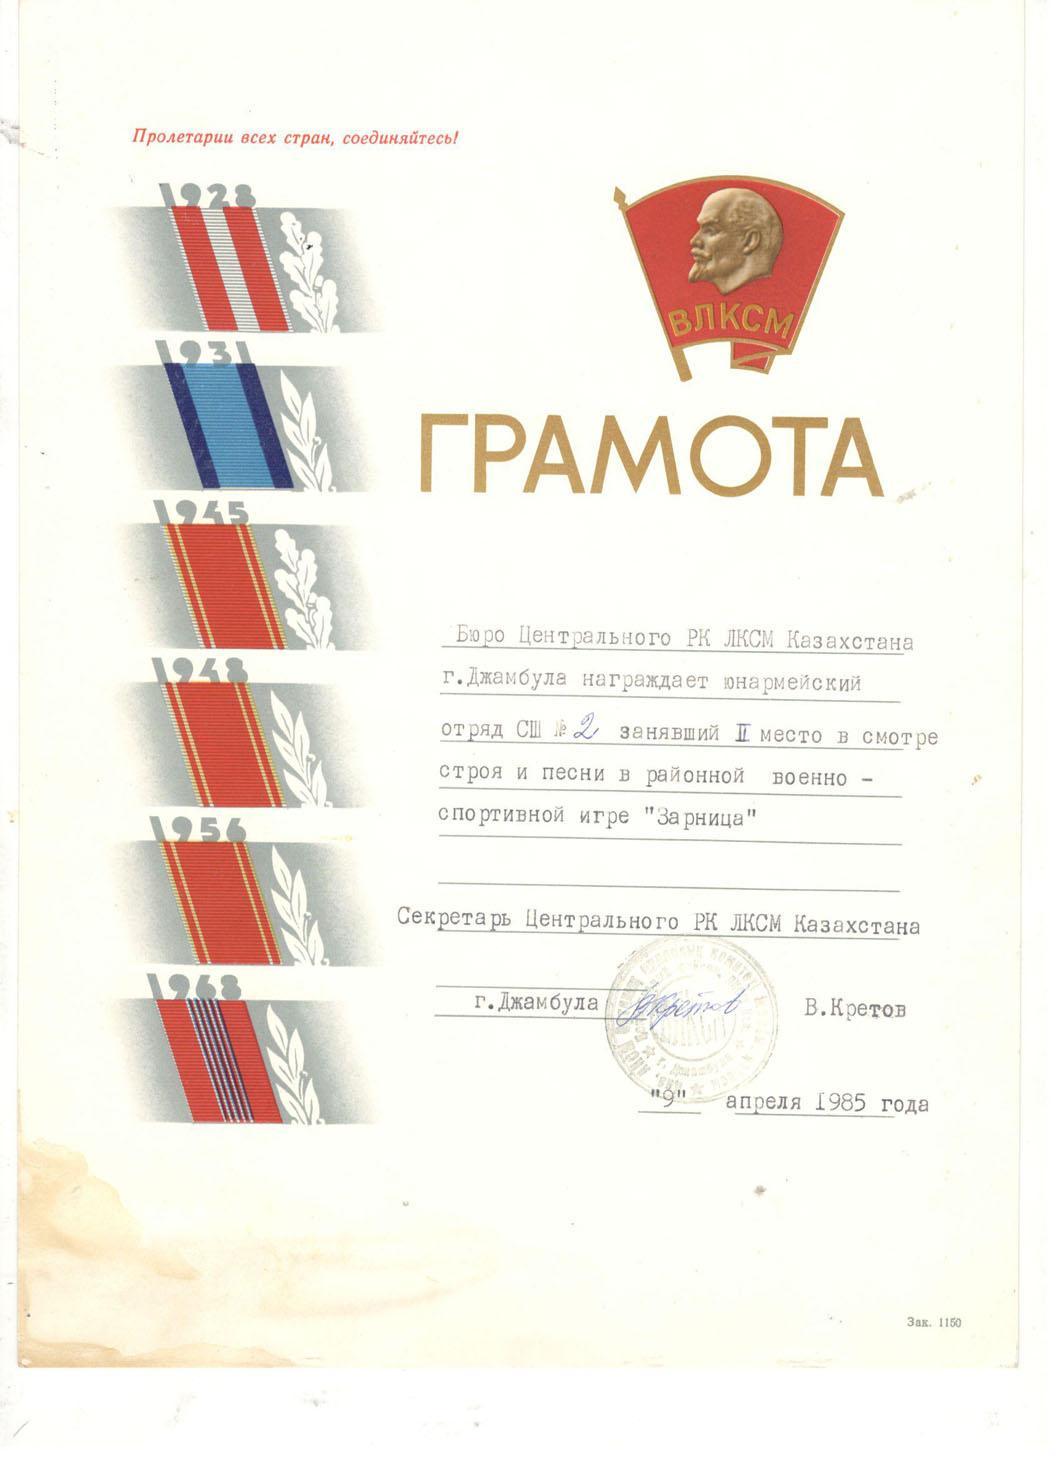 Пролетарии всех стран, соединяйтесь!
1928
1931
1945
1948
1956
1968
ВЛКСМ
ГРАМОТА
Бюро Центрального РК ЛКСМ Казахстана
г.Джамбула награждает юнармейский
отряд СШ № 2 занявший II место в смотре
строя и песни в районной военно -
спортивной игре "Зарница"
Секретарь Центрального РК ЛКСМ Казахстана
г.Джамбула В.Кретов
"9" апреля 1985 года
Зак. 1150